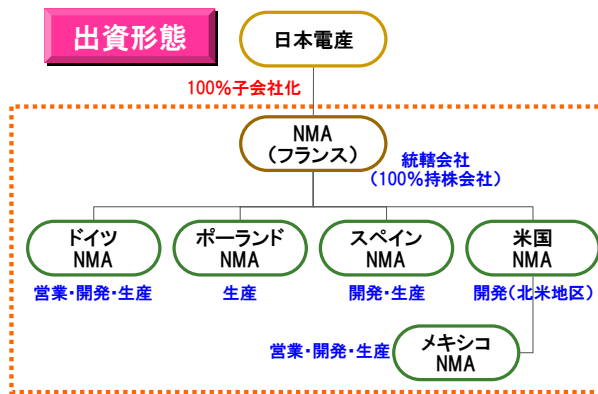 出資形態
日本電産
100%子会社化
NMA
(フランス)
統轄会社
(100%持株会社)
ドイツ
NMA
ポーランド
NMA
スペイン
NMA
米国
NMA
営業・開発・生産
生産
開発・生産
開発(北米地区)
営業・開発・生産
メキシコ
NMA